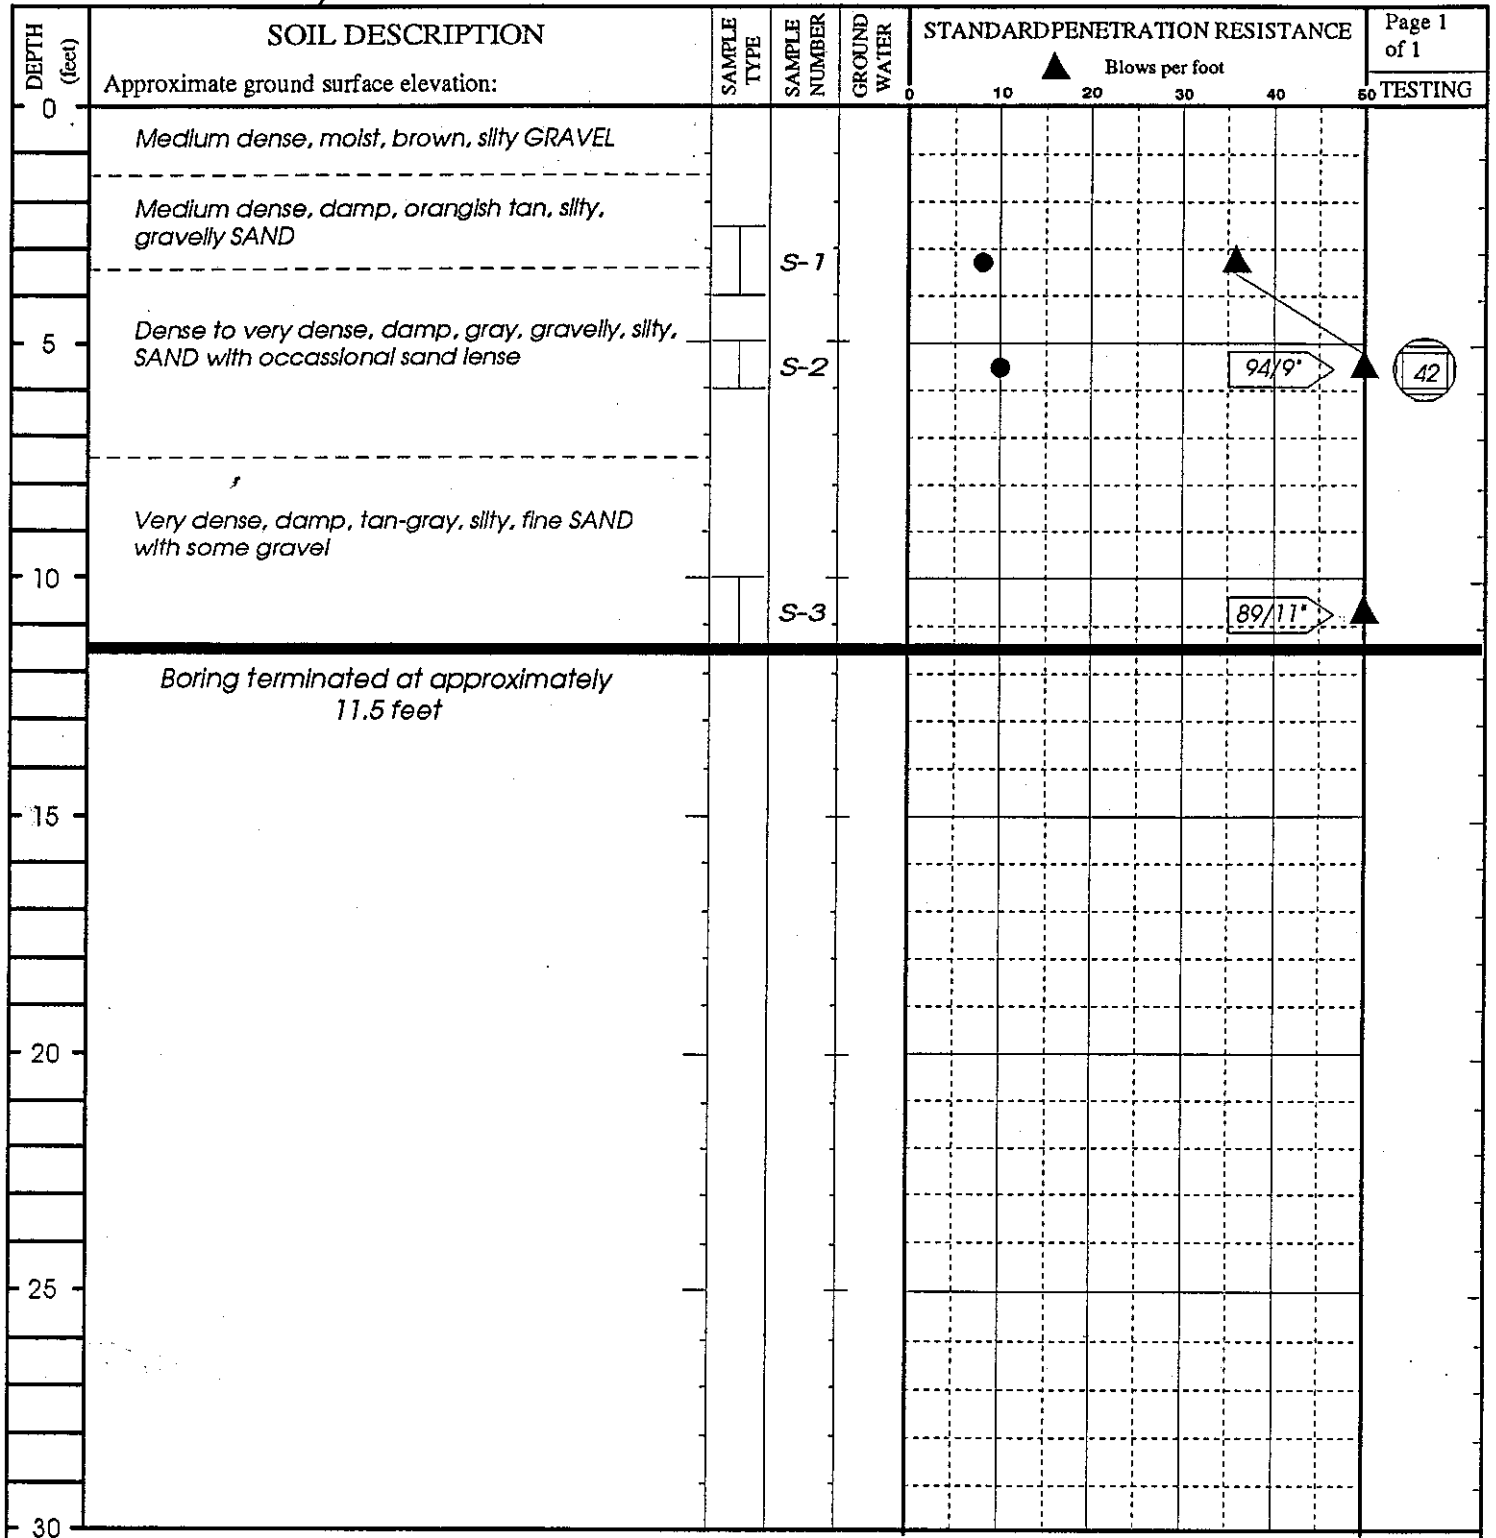 DEPTH
(feet)
SOIL DESCRIPTION
Approximate ground surface elevation:
SAMPLE
TYPE
SAMPLE
NUMBER
GROUND
WATER
STANDARD PENETRATION RESISTANCE
Blows per foot
0 10 20 30 40 50
Page 1
of 1
TESTING
0
Medium dense, moist, brown, silty GRAVEL
Medium dense, damp, orangish tan, silty,
gravelly SAND
S-1
5
Dense to very dense, damp, gray, gravelly, silty,
SAND with occassional sand lense
S-2
94/9"
42
Very dense, damp, tan-gray, silty, fine SAND
with some gravel
10
S-3
89/11"
Boring terminated at approximately
11.5 feet
15
20
25
30